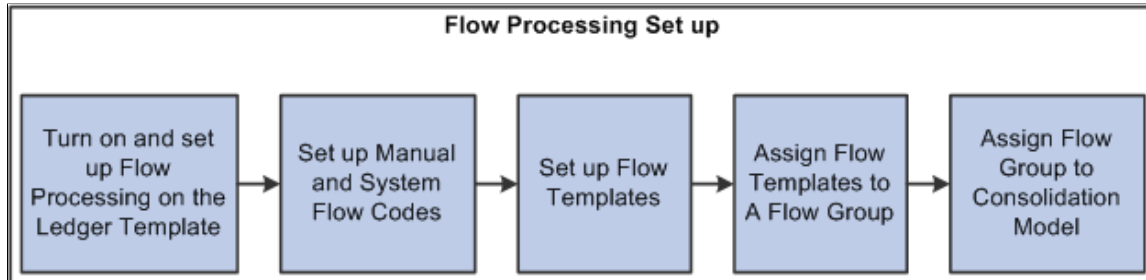 Flow Processing Set up
Turn on and set
up Flow
Processing on the
Ledger Template
Set up Manual
and System
Flow Codes
Set up Flow
Templates
Assign Flow
Templates to
A Flow Group
Assign Flow
Group to
Consolidation
Model